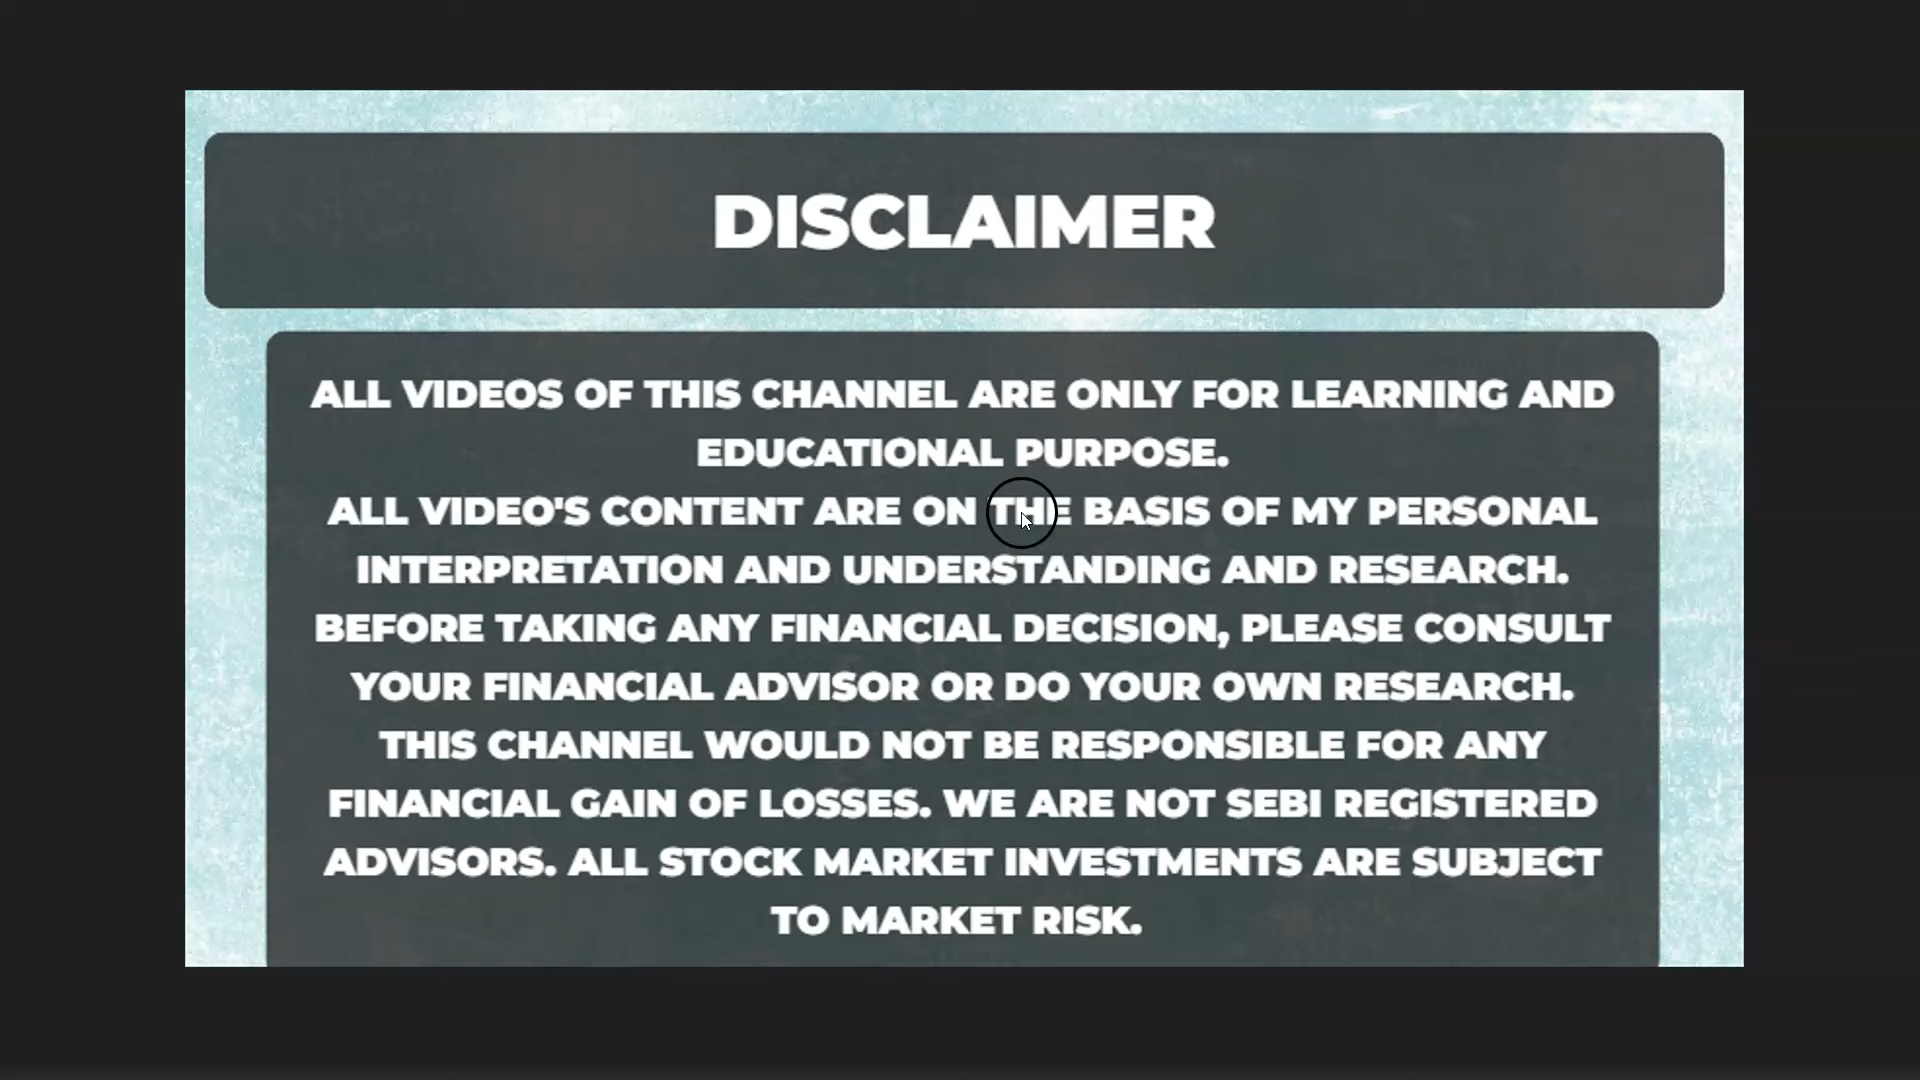 DISCLAIMER
ALL VIDEOS OF THIS CHANNEL ARE ONLY FOR LEARNING AND
EDUCATIONAL PURPOSE.
ALL VIDEO'S CONTENT ARE ON THE BASIS OF MY PERSONAL
INTERPRETATION AND UNDERSTANDING AND RESEARCH.
BEFORE TAKING ANY FINANCIAL DECISION, PLEASE CONSULT
YOUR FINANCIAL ADVISOR OR DO YOUR OWN RESEARCH.
THIS CHANNEL WOULD NOT BE RESPONSIBLE FOR ANY
FINANCIAL GAIN OF LOSSES. WE ARE NOT SEBI REGISTERED
ADVISORS. ALL STOCK MARKET INVESTMENTS ARE SUBJECT
TO MARKET RISK.